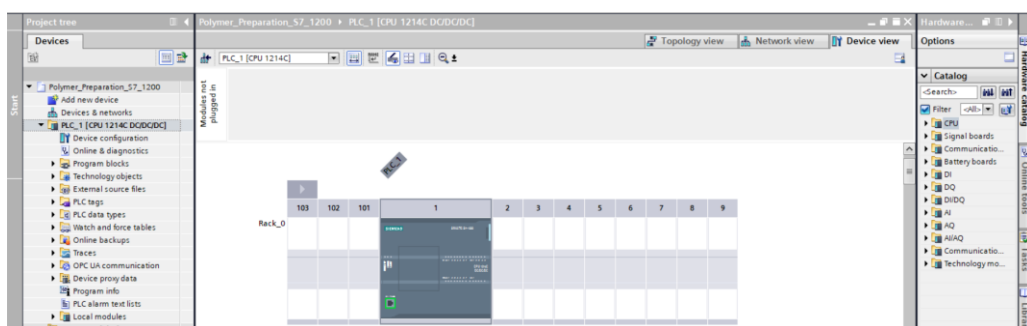 Project tree
Polymer_Preparation_S7_1200 ▸ PLC_1 [CPU 1214C DC/DC/DC]
Hardware...
Devices
Topology view
Network view
Device view
Options
PLC_1 [CPU 1214C]
Start
Polymer_Preparation_S7_1200
Add new device
Devices & networks
PLC_1 [CPU 1214C DC/DC/DC]
Device configuration
Online & diagnostics
Program blocks
Technology objects
External source files
PLC tags
PLC data types
Watch and force tables
Online backups
Traces
OPC UA communication
Device proxy data
Program info
PLC alarm text lists
Local modules
Modules not
plugged in
PLC_1
103 102 101 1 2 3 4 5 6 7 8 9
Rack_0
SIEMENS
Catalog
<Search>
Filter <All>
CPU
Signal boards
Communicatio...
Battery boards
DI
DQ
DI/DQ
AI
AQ
AI/AQ
Communicatio...
Technology mo...
Hardware catalog
Online tools
Tasks